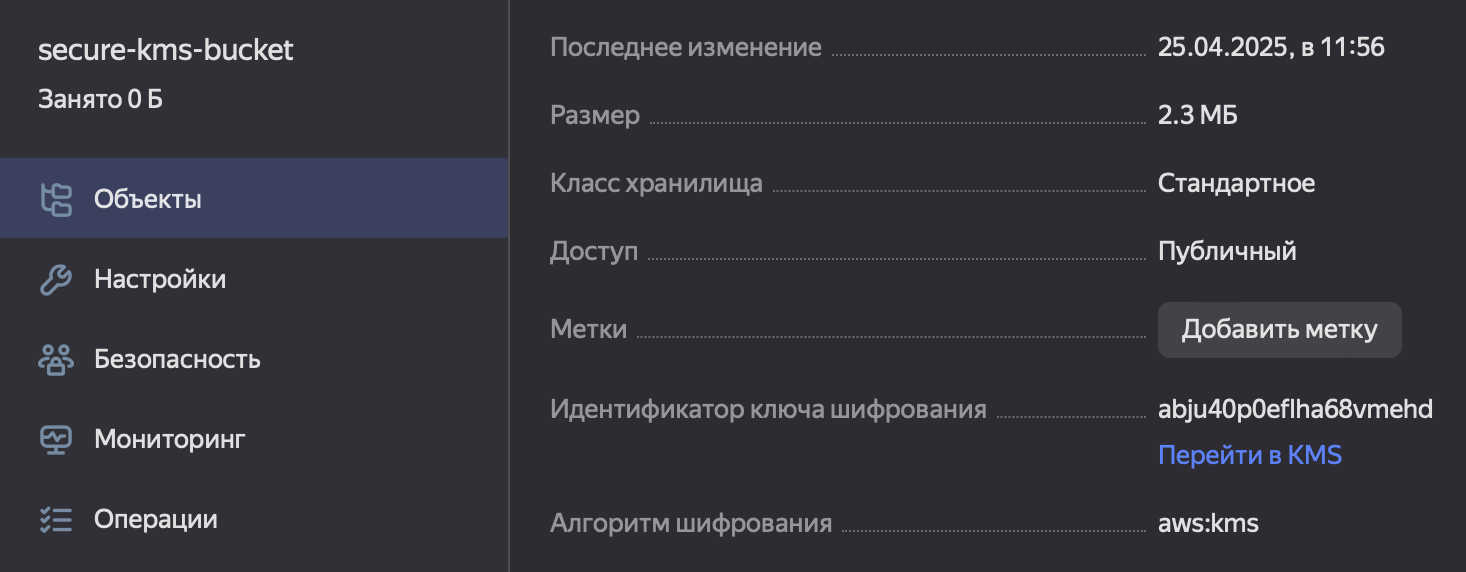 secure-kms-bucket
Занято 0 Б
Объекты
Настройки
Безопасность
Мониторинг
Операции
Последнее изменение 25.04.2025, в 11:56
Размер 2.3 МБ
Класс хранилища Стандартное
Доступ Публичный
Метки Добавить метку
Идентификатор ключа шифрования abju40p0eflha68vmehd
Перейти в KMS
Алгоритм шифрования aws:kms